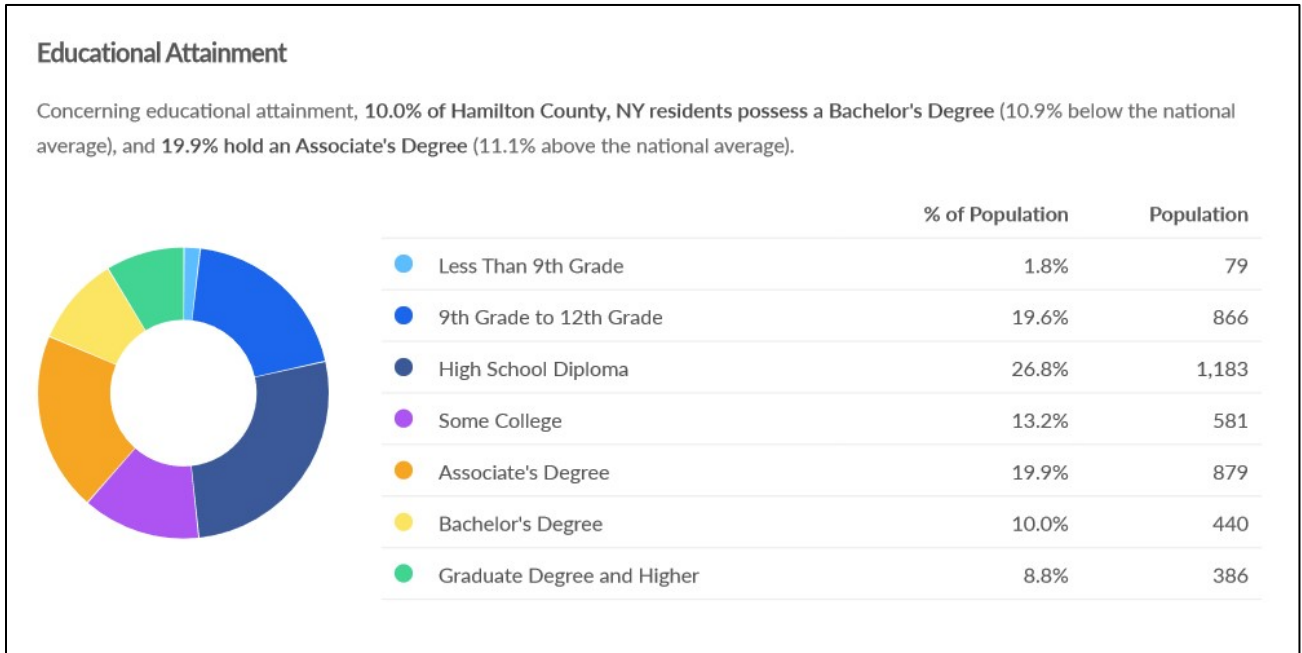 Educational Attainment
Concerning educational attainment, 10.0% of Hamilton County, NY residents possess a Bachelor's Degree (10.9% below the national
average), and 19.9% hold an Associate's Degree (11.1% above the national average).
% of Population Population
Less Than 9th Grade 1.8% 79
9th Grade to 12th Grade 19.6% 866
High School Diploma 26.8% 1,183
Some College 13.2% 581
Associate's Degree 19.9% 879
Bachelor's Degree 10.0% 440
Graduate Degree and Higher 8.8% 386